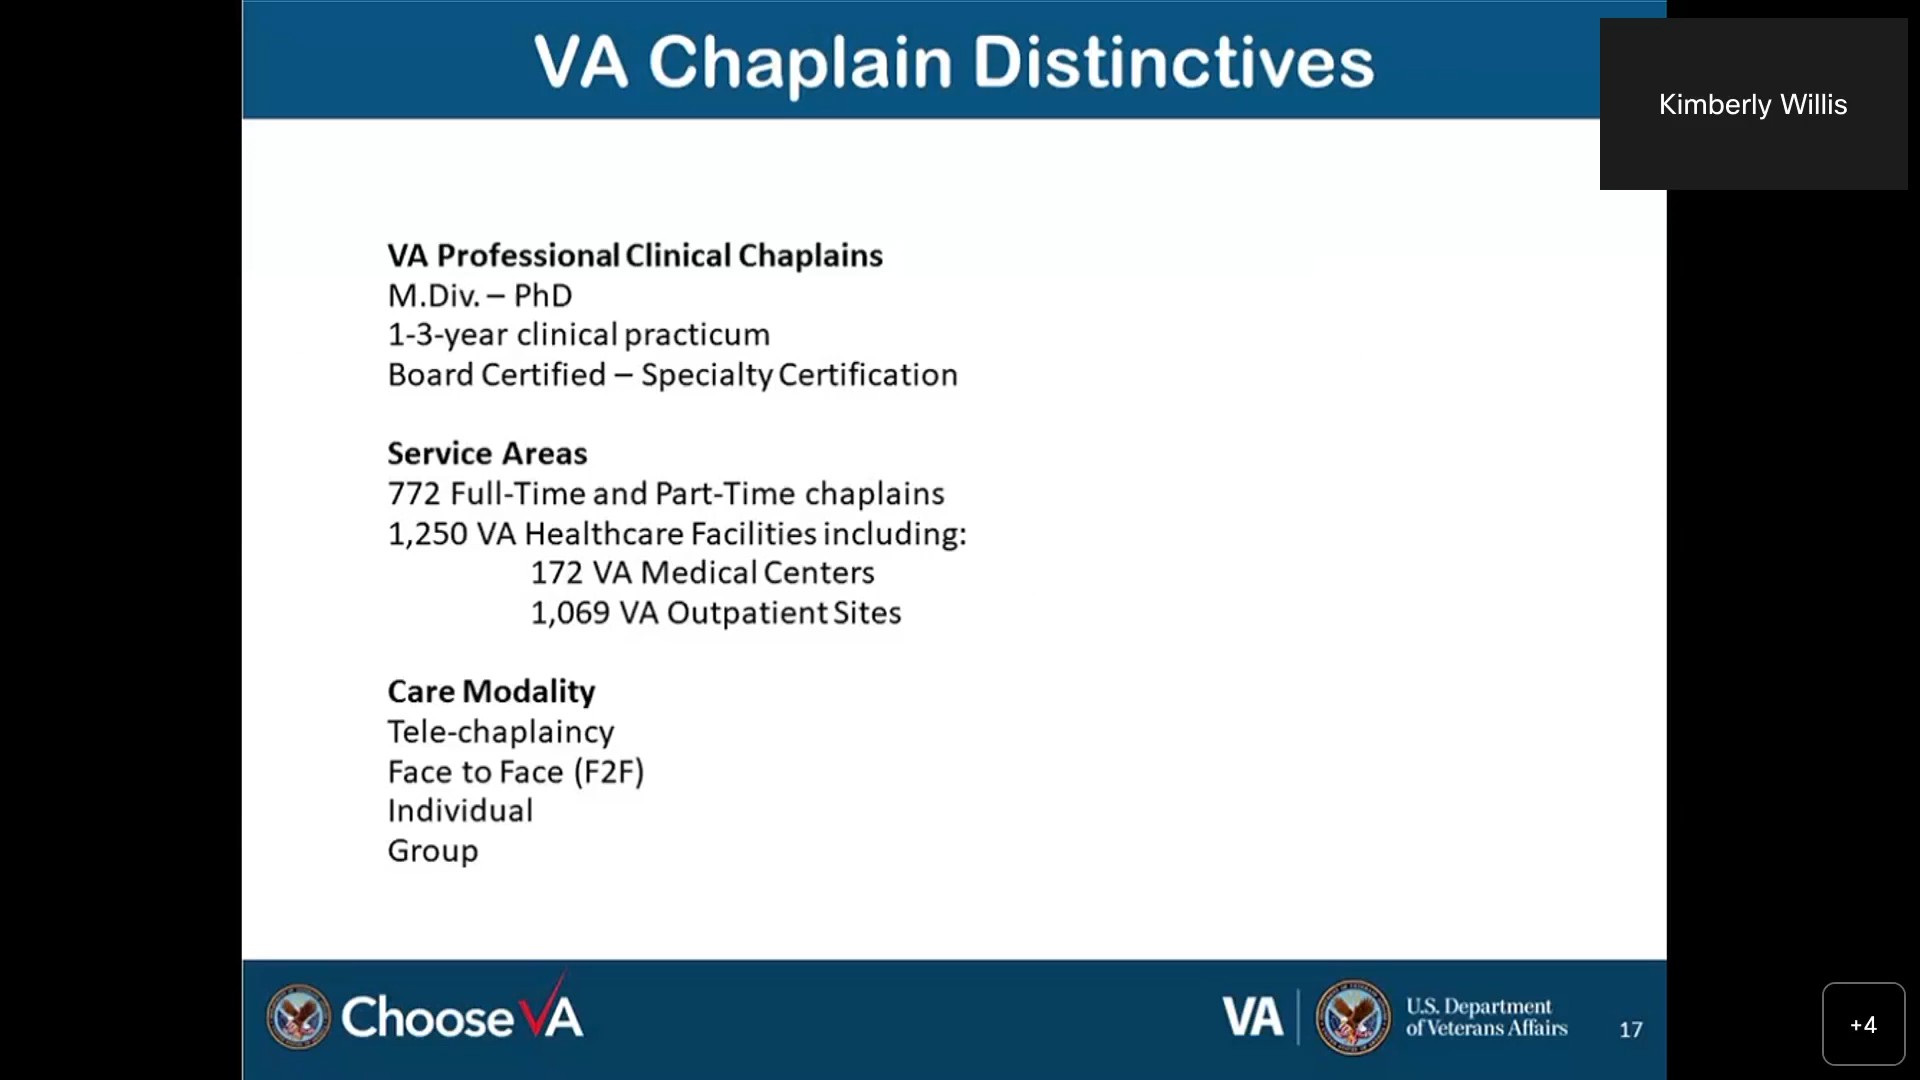 VA Chaplain Distinctives
Kimberly Willis
VA Professional Clinical Chaplains
M.Div. – PhD
1-3-year clinical practicum
Board Certified – Specialty Certification
Service Areas
772 Full-Time and Part-Time chaplains
1,250 VA Healthcare Facilities including:
172 VA Medical Centers
1,069 VA Outpatient Sites
Care Modality
Tele-chaplaincy
Face to Face (F2F)
Individual
Group
Choose VA
VA
U.S. Department
of Veterans Affairs
17
+4